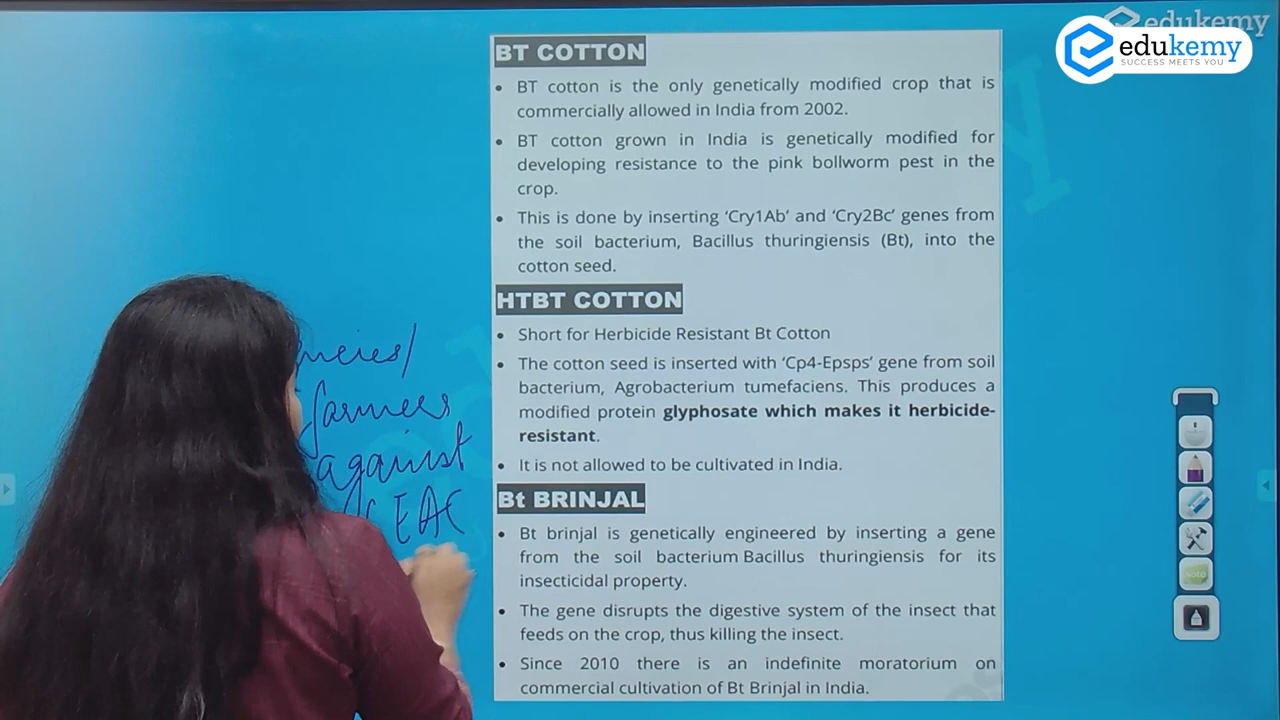 edukemy
edukemy
SUCCESS MEETS YOU
BT COTTON
• BT cotton is the only genetically modified crop that is
commercially allowed in India from 2002.
• BT cotton grown in India is genetically modified for
developing resistance to the pink bollworm pest in the
crop.
• This is done by inserting ‘Cry1Ab’ and ‘Cry2Bc’ genes from
the soil bacterium, Bacillus thuringiensis (Bt), into the
cotton seed.
HTBT COTTON
• Short for Herbicide Resistant Bt Cotton
• The cotton seed is inserted with ‘Cp4-Epsps’ gene from soil
bacterium, Agrobacterium tumefaciens. This produces a
modified protein glyphosate which makes it herbicide-
resistant.
• It is not allowed to be cultivated in India.
Bt BRINJAL
• Bt brinjal is genetically engineered by inserting a gene
from the soil bacterium Bacillus thuringiensis for its
insecticidal property.
• The gene disrupts the digestive system of the insect that
feeds on the crop, thus killing the insect.
• Since 2010 there is an indefinite moratorium on
commercial cultivation of Bt Brinjal in India.
farmers
against
EAC